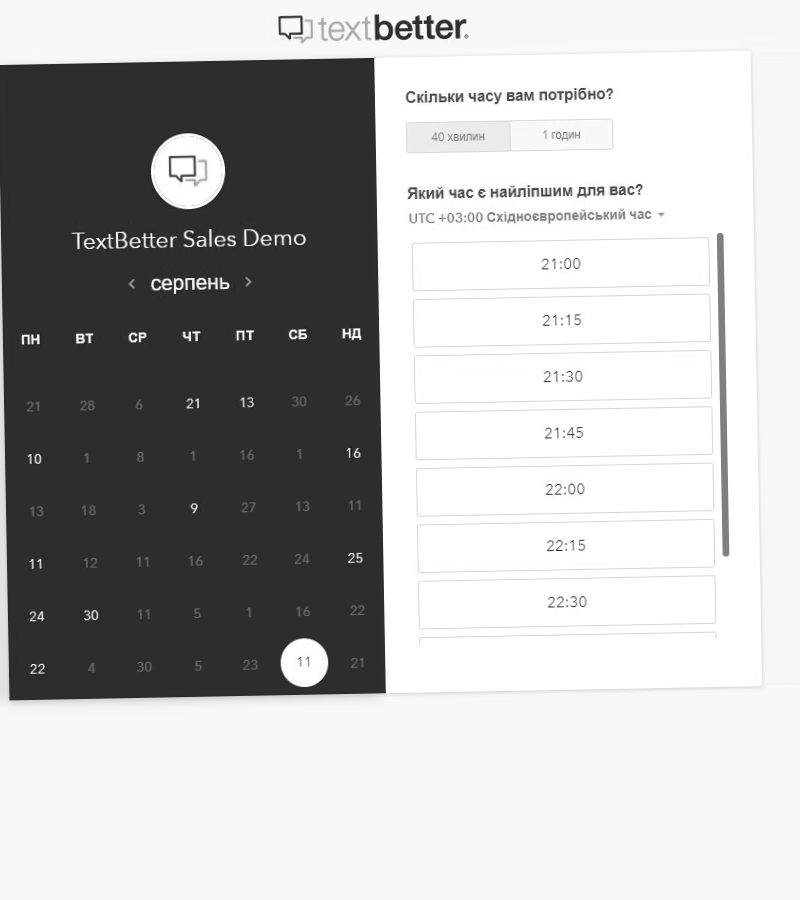 textbetter.
TextBetter Sales Demo
серпень
ПН ВТ СР ЧТ ПТ СБ НД
21 28 6 21 13 30 26
10 1 8 1 16 1 16
13 18 3 9 27 13 11
11 12 11 16 22 24 25
24 30 11 5 1 16 22
22 4 30 5 23 11 21
Скільки часу вам потрібно?
40 хвилин 1 годин
Який час є найліпшим для вас?
UTC +03:00 Східноєвропейський час
21:00
21:15
21:30
21:45
22:00
22:15
22:30